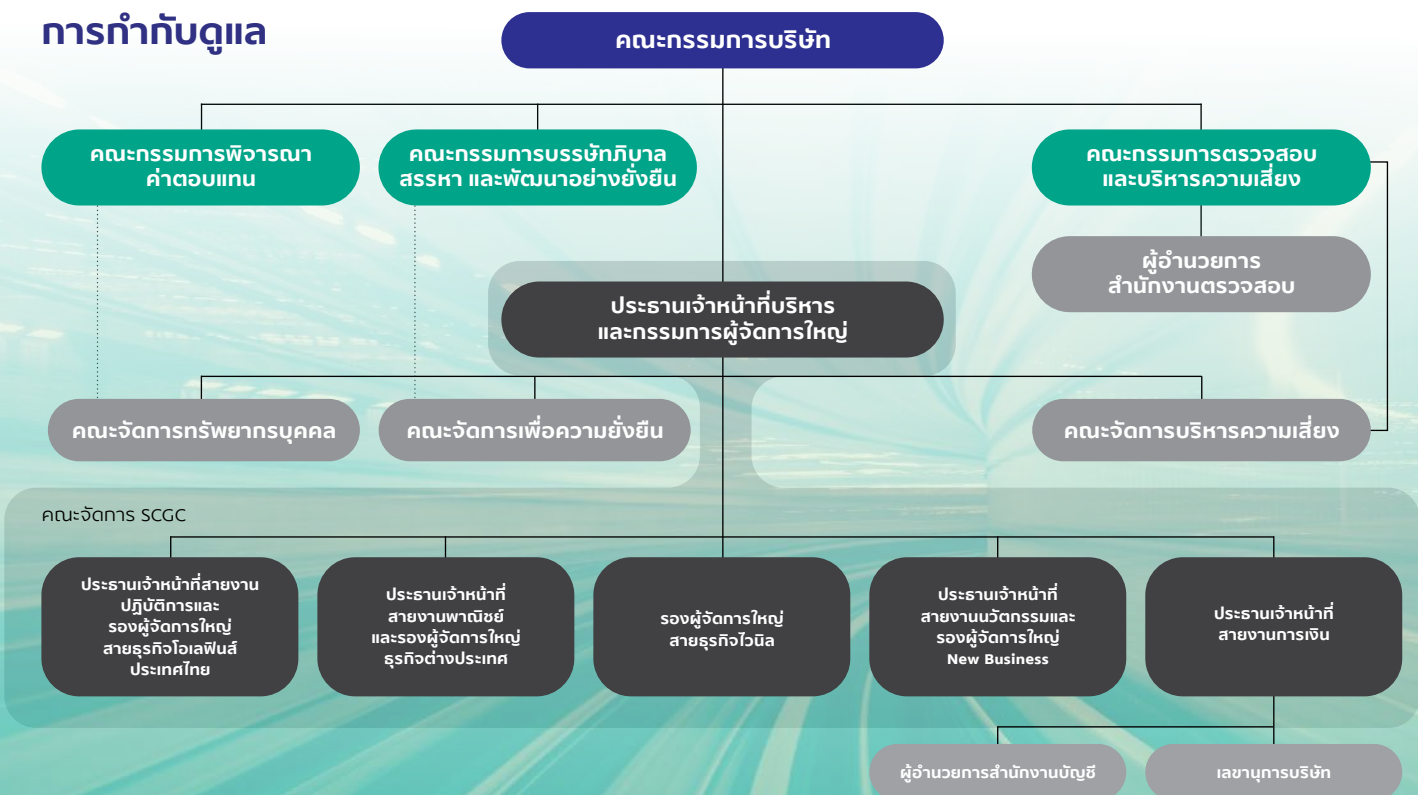 การกำกับดูแล
คณะกรรมการบริษัท
คณะกรรมการพิจารณา
ค่าตอบแทน
คณะกรรมการบรรษัทภิบาล
สรรหา และพัฒนาอย่างยั่งยืน
คณะกรรมการตรวจสอบ
และบริหารความเสี่ยง
ผู้อำนวยการ
สำนักงานตรวจสอบ
ประธานเจ้าหน้าที่บริหาร
และกรรมการผู้จัดการใหญ่
คณะจัดการทรัพยากรบุคคล
คณะจัดการเพื่อความยั่งยืน
คณะจัดการบริหารความเสี่ยง
คณะจัดการ SCGC
ประธานเจ้าหน้าที่สายงาน
ปฏิบัติการและ
รองผู้จัดการใหญ่
สายธุรกิจโอเลฟินส์
ประเทศไทย
ประธานเจ้าหน้าที่
สายงานพาณิชย์
และรองผู้จัดการใหญ่
ธุรกิจต่างประเทศ
รองผู้จัดการใหญ่
สายธุรกิจไวนิล
ประธานเจ้าหน้าที่
สายงานนวัตกรรมและ
รองผู้จัดการใหญ่
New Business
ประธานเจ้าหน้าที่
สายงานการเงิน
ผู้อำนวยการสำนักงานบัญชี
เลขานุการบริษัท